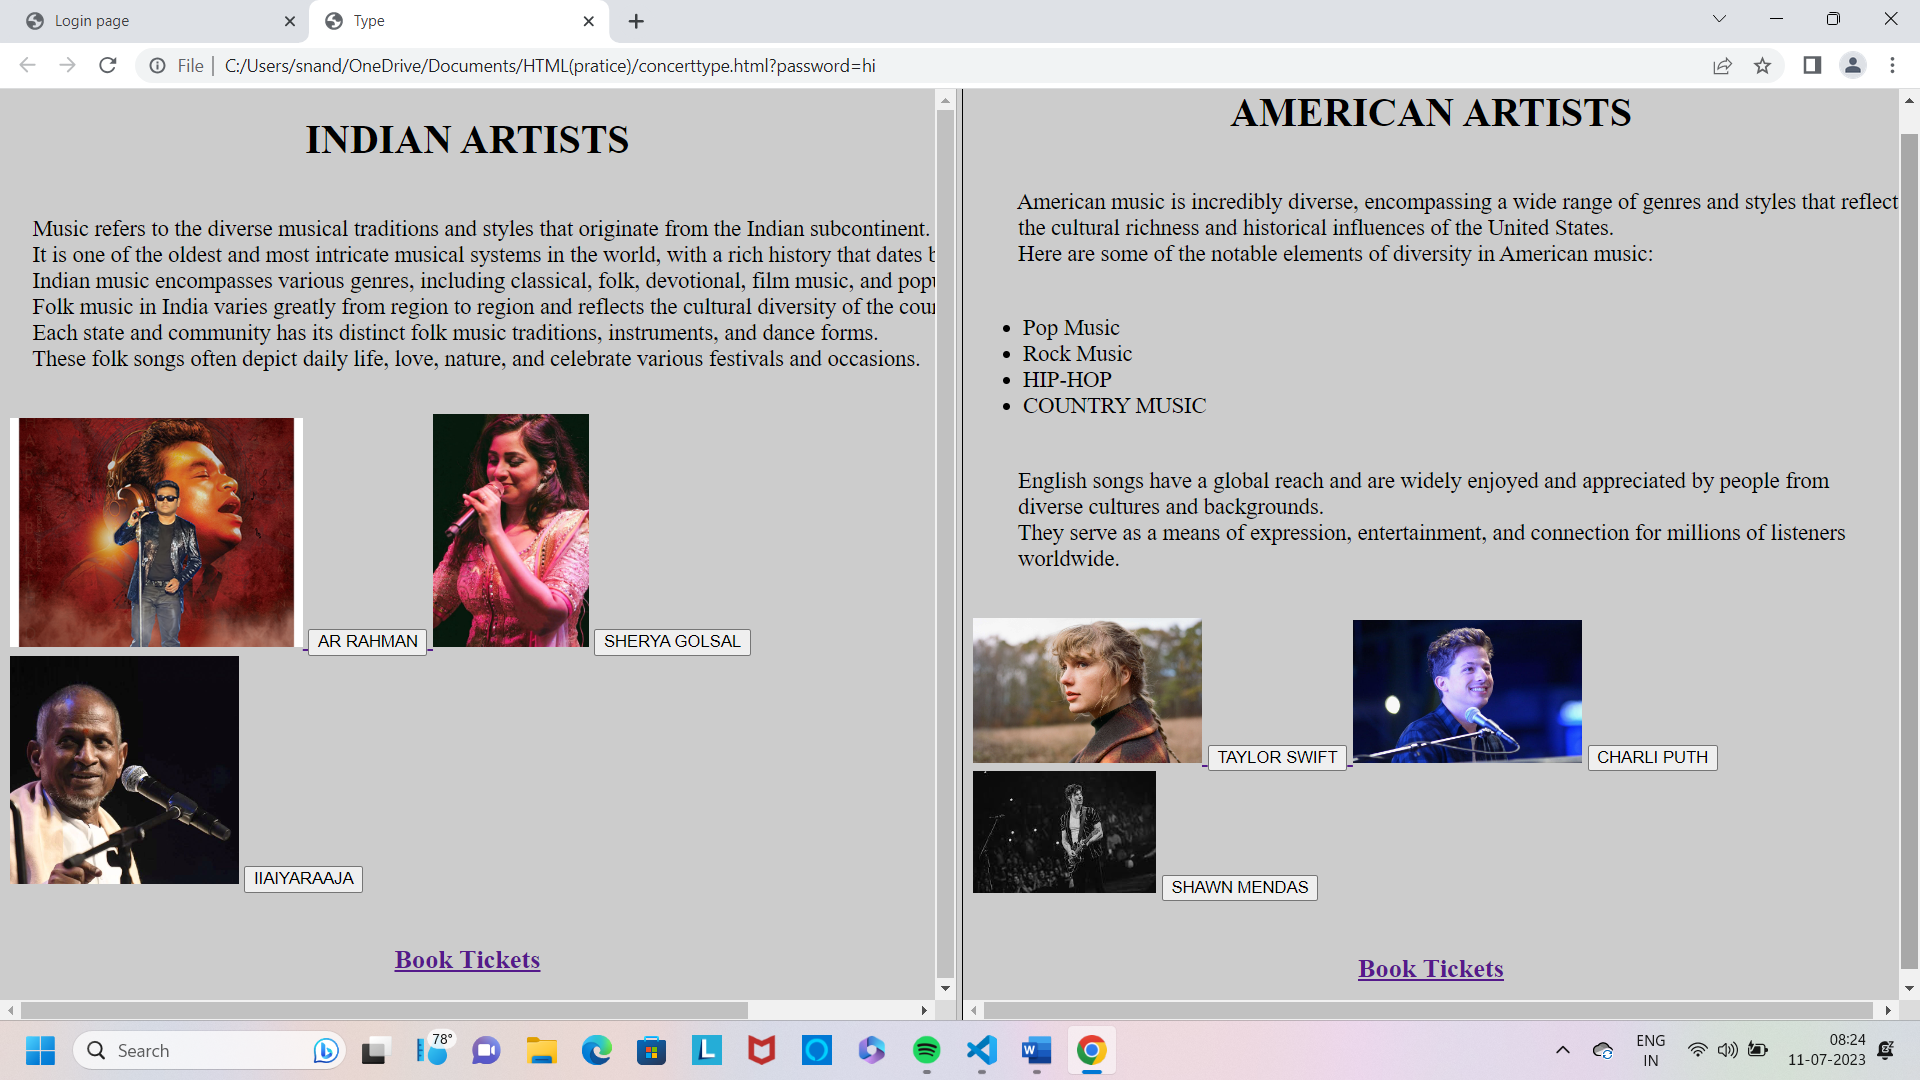 Login page
Type
File
C:/Users/snand/OneDrive/Documents/HTML(pratice)/concerttype.html?password=hi
INDIAN ARTISTS
Music refers to the diverse musical traditions and styles that originate from the Indian subcontinent.
It is one of the oldest and most intricate musical systems in the world, with a rich history that dates
Indian music encompasses various genres, including classical, folk, devotional, film music, and
Folk music in India varies greatly from region to region and reflects the cultural diversity of the
Each state and community has its distinct folk music traditions, instruments, and dance forms.
These folk songs often depict daily life, love, nature, and celebrate various festivals and occasions.
AR RAHMAN
SHERYA GOLSAL
IIAIYARAAJA
Book Tickets
AMERICAN ARTISTS
American music is incredibly diverse, encompassing a wide range of genres and styles that reflect
the cultural richness and historical influences of the United States.
Here are some of the notable elements of diversity in American music:
Pop Music
Rock Music
HIP-HOP
COUNTRY MUSIC
English songs have a global reach and are widely enjoyed and appreciated by people from
diverse cultures and backgrounds.
They serve as a means of expression, entertainment, and connection for millions of listeners
worldwide.
TAYLOR SWIFT
CHARLI PUTH
SHAWN MENDAS
Book Tickets
Search
78°
ENG
IN
08:24
11-07-2023